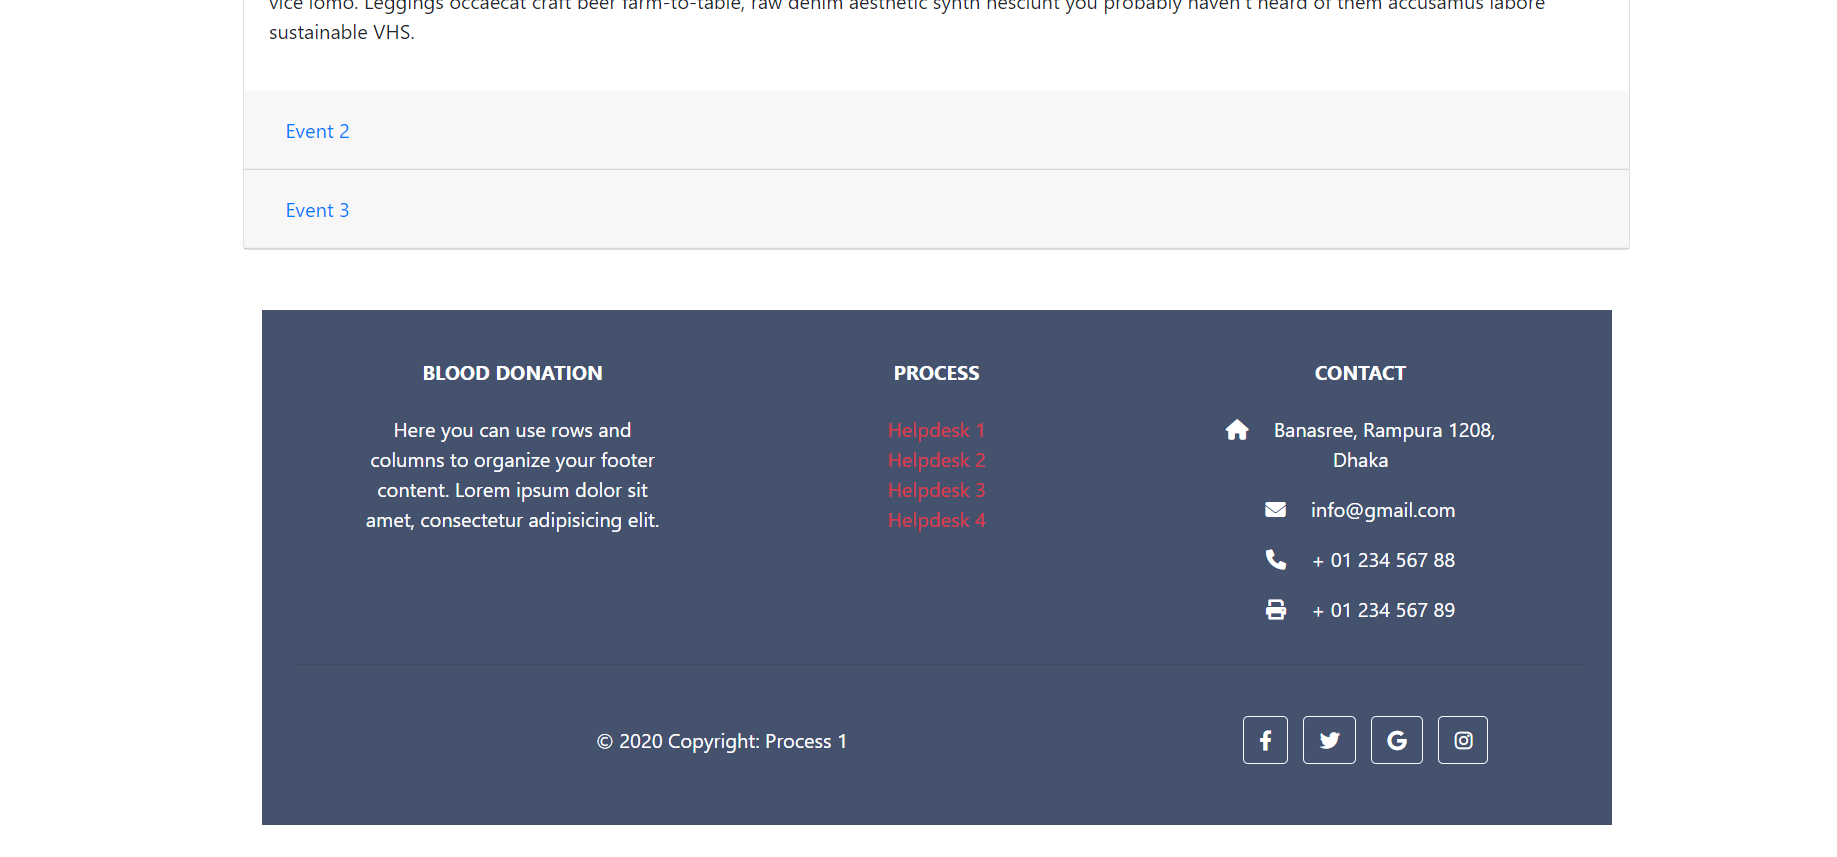 vice lomo. Leggings occaecat craft beer farm-to-table, raw denim aesthetic synth nesciunt you probably haven't heard of them accusamus labore
sustainable VHS.
Event 2
Event 3
BLOOD DONATION
Here you can use rows and
columns to organize your footer
content. Lorem ipsum dolor sit
amet, consectetur adipisicing elit.
PROCESS
Helpdesk 1
Helpdesk 2
Helpdesk 3
Helpdesk 4
CONTACT
Banasree, Rampura 1208,
Dhaka
info@gmail.com
+ 01 234 567 88
+ 01 234 567 89
© 2020 Copyright: Process 1